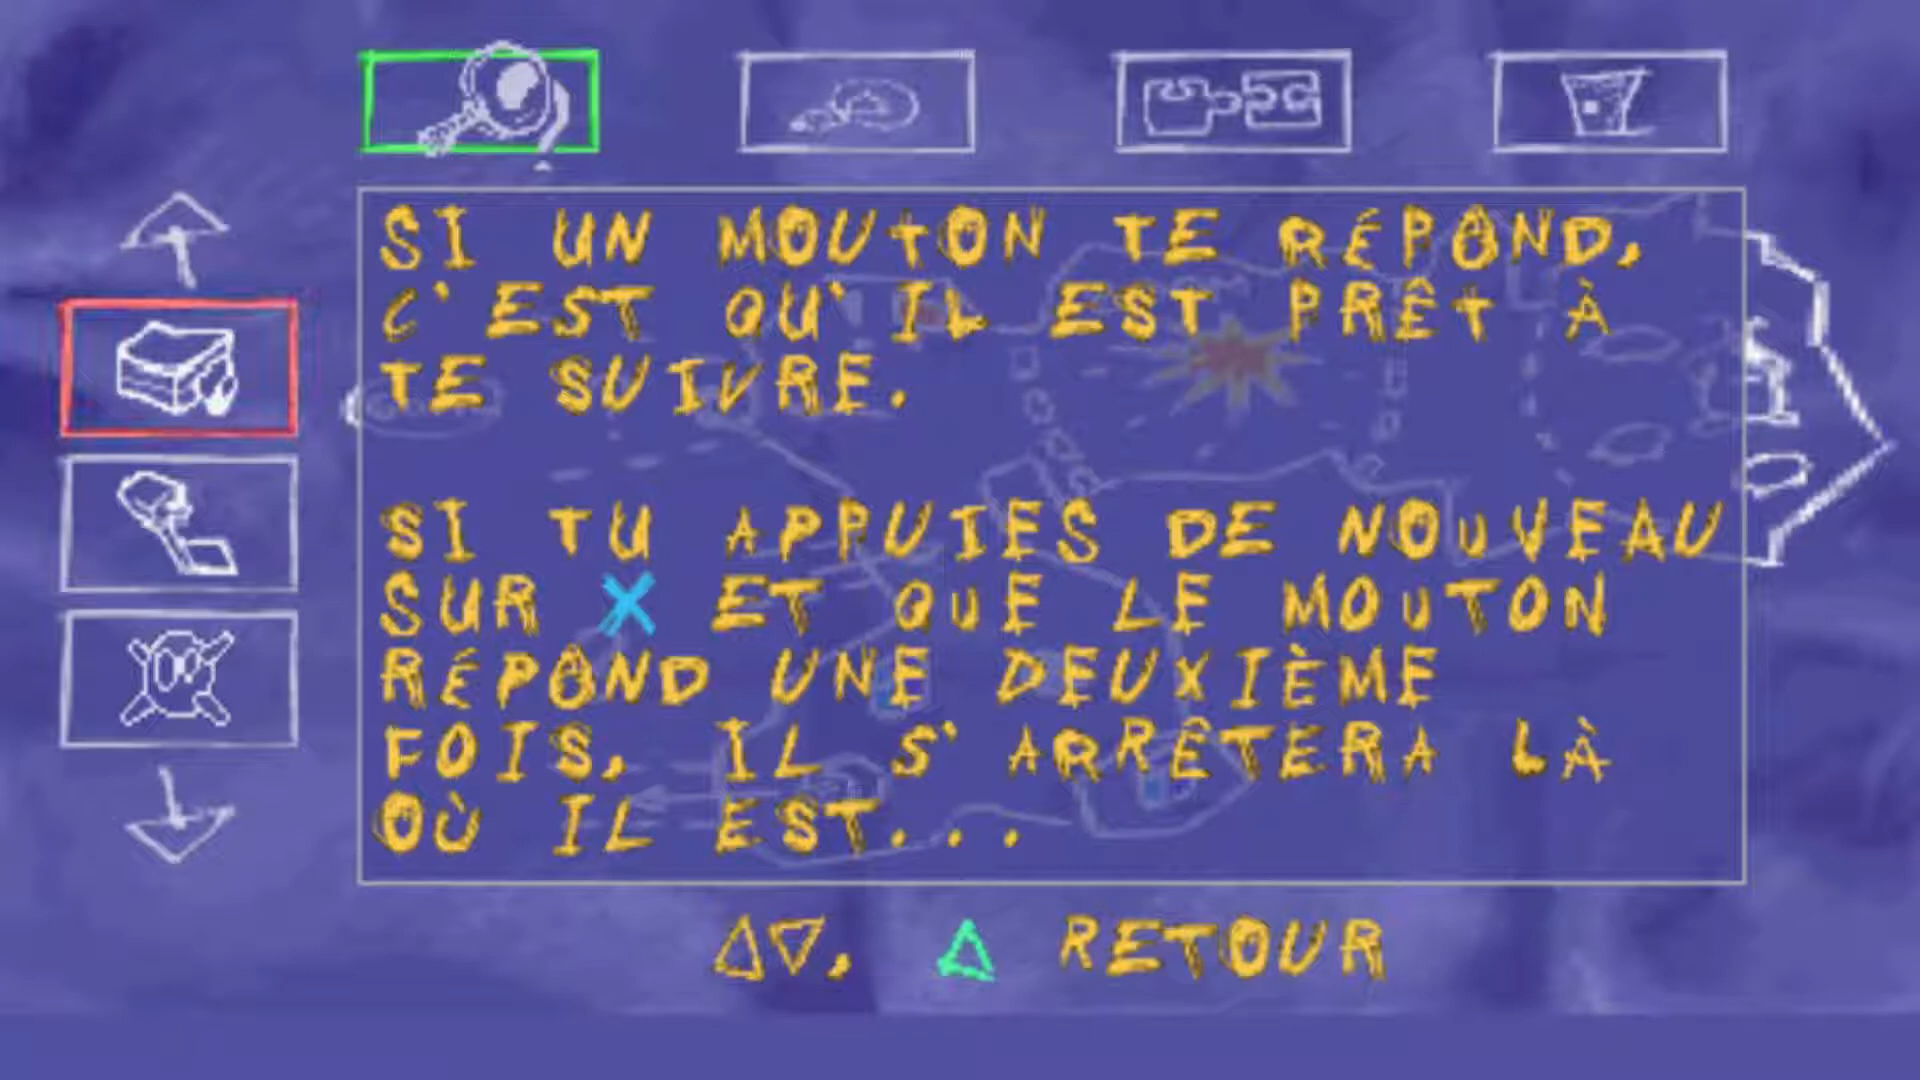 SI UN MOUTON TE RÉPOND,
C'EST QU'IL EST PRÊT À
TE SUIVRE.
SI TU APPUIES DE NOUVEAU
SUR X ET QUE LE MOUTON
RÉPOND UNE DEUXIÈME
FOIS, IL S'ARRÊTERA LÀ
OÙ IL EST...
△▽, △ RETOUR